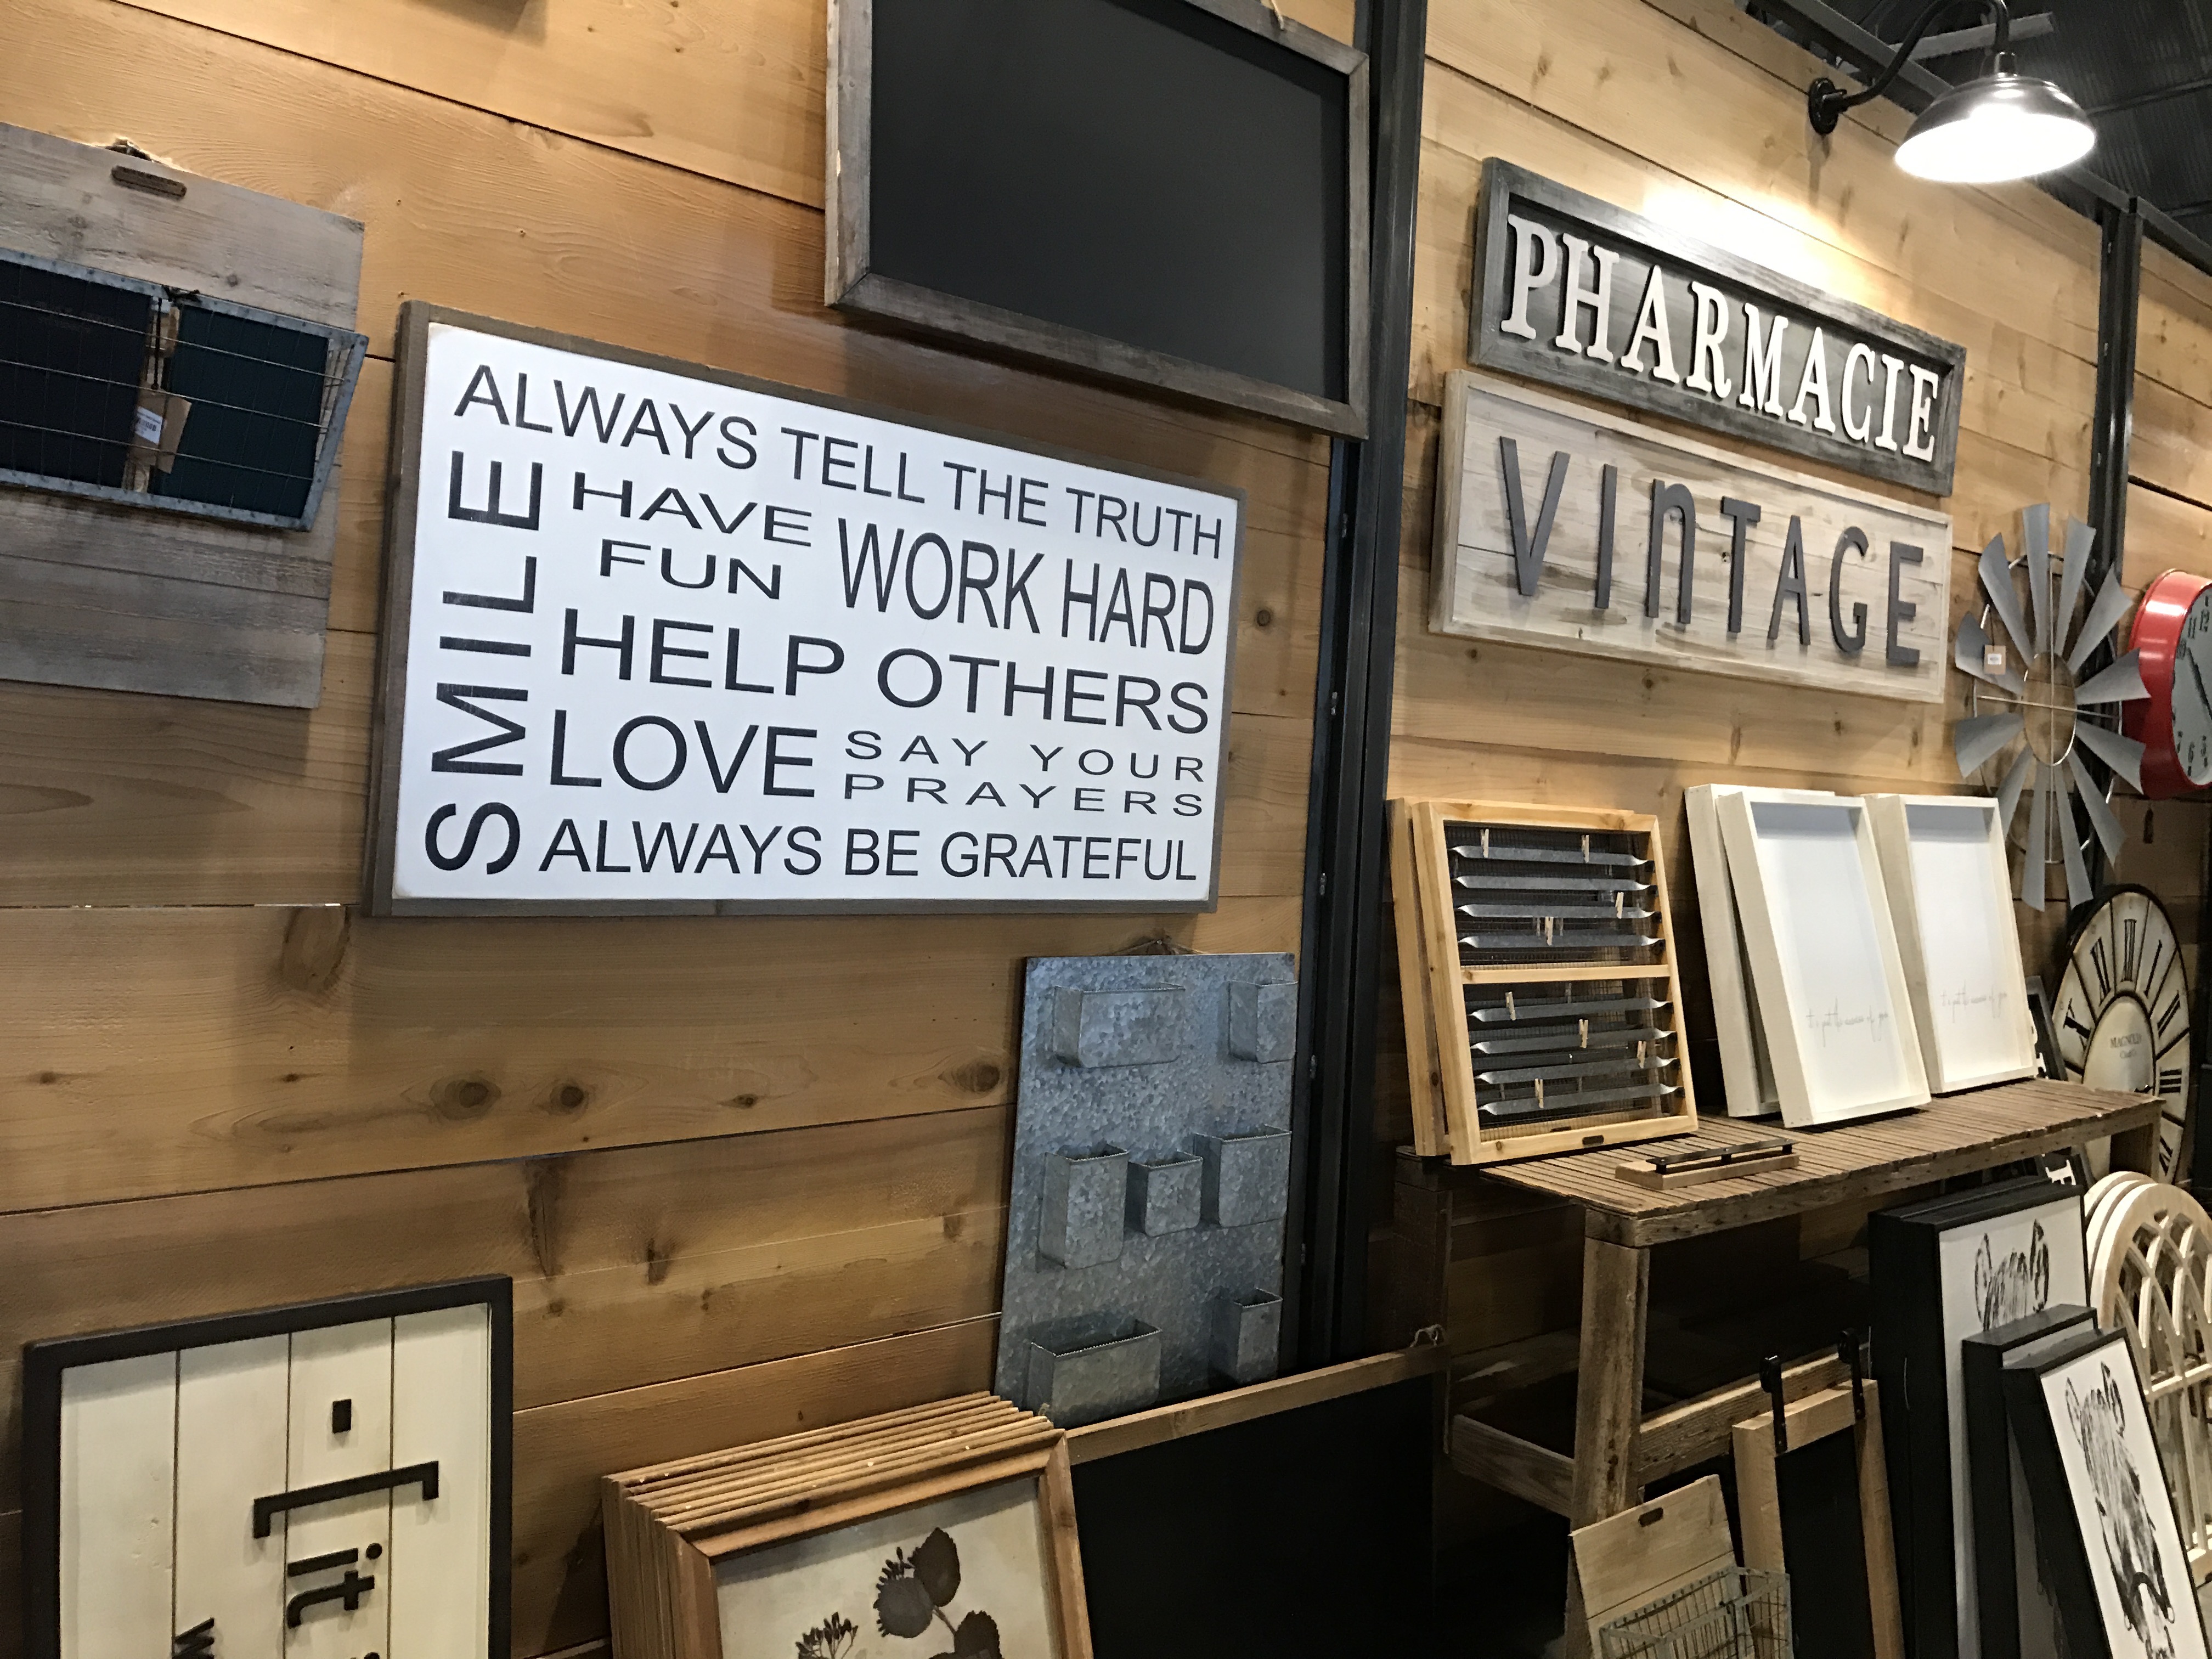 ALWAYS TELL THE TRUTH
SMILE
HAVE
FUN
WORK HARD
HELP OTHERS
LOVE
SAY YOUR
PRAYERS
ALWAYS BE GRATEFUL
PHARMACIE
VInTAGE
it